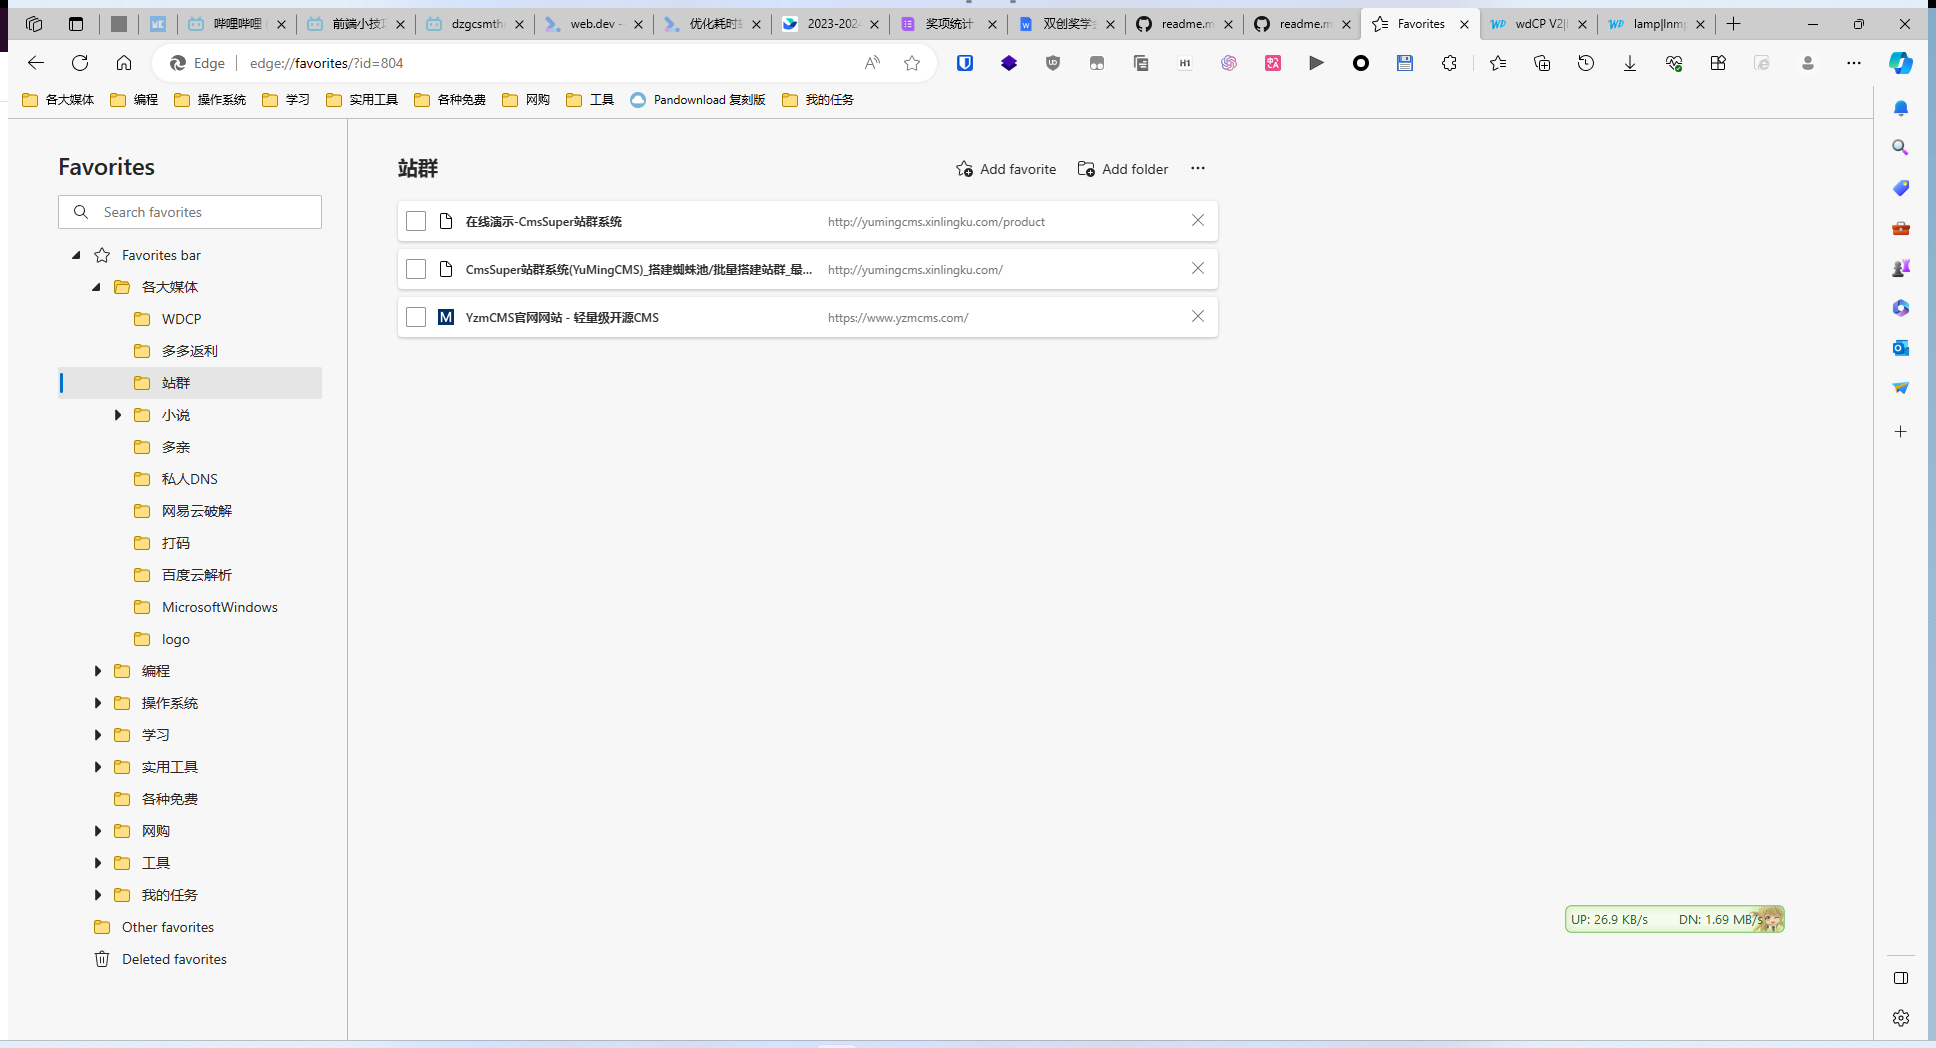 哔哩哔哩
前端小技
dzgcsmthr
web.dev
优化耗时
2023-202
奖项统计
双创奖学
readme.m
readme.m
Favorites
wdCP V2|
lamp|lnmp
Edge
edge://favorites/?id=804
各大媒体
编程
操作系统
学习
实用工具
各种免费
网购
工具
Pandownload 复刻版
我的任务
Favorites
Search favorites
Favorites bar
各大媒体
WDCP
多多返利
站群
小说
多亲
私人DNS
网易云破解
打码
百度云解析
MicrosoftWindows
logo
编程
操作系统
学习
实用工具
各种免费
网购
工具
我的任务
Other favorites
Deleted favorites
站群
Add favorite
Add folder
在线演示-CmsSuper站群系统
http://yumingcms.xinlingku.com/product
CmsSuper站群系统(YuMingCMS)_搭建蜘蛛池/批量搭建站群_最...
http://yumingcms.xinlingku.com/
YzmCMS官网网站 - 轻量级开源CMS
https://www.yzmcms.com/
UP: 26.9 KB/s
DN: 1.69 MB/s